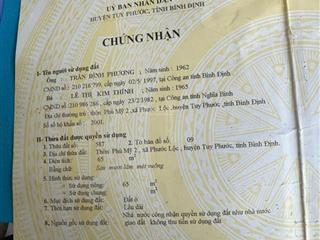 ỦY BAN NHÂN DÂN
HUYỆN TUY PHƯỚC, TỈNH BÌNH ĐỊNH
CHỨNG NHẬN
I- Tên người sử dụng đất
Ông : TRẦN ĐÌNH PHƯƠNG , Năm sinh : 1962
CMND số : 210 216 799, cấp ngày 02/5/1997, tại Công an tỉnh Bình Định
Bà : LÊ THỊ KIM THÌNH ; Năm sinh : 1965
CMND số : 210 986 286 , cấp ngày 23/2/1982 , tại Công an tỉnh Nghĩa Bình
Địa chỉ thường trú : thôn Phú Mỹ 2 , xã Phước Lộc ,huyện Tuy Phước ,tỉnh Bình Định.
Số sổ hộ khẩu : 2001.
II- Thửa đất được quyền sử dụng
1. Thửa đất số: 587 2. Tờ bản đồ số: 09
3. Địa chỉ thửa đất: Thôn Phú Mỹ 2 , xã Phước Lộc , huyện Tuy Phước ,tỉnh Bình Định.
4. Diện tích: 65 m²
Bằng chữ: Sáu mươi lăm mét vuông
5. Hình thức sử dụng:
- Sử dụng riêng: 65 m²
- Sử dụng chung: m²
6. Mục đích sử dụng đất: Đất ở
7. Thời hạn sử dụng đất: Lâu dài
8. Nguồn gốc sử dụng đất: Nhà nước công nhận quyền sử dụng đất như nhà nước
giao đất không thu tiền sử dụng đất